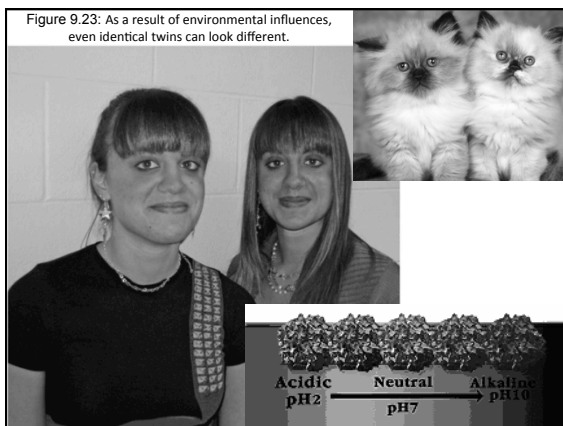 Figure 9.23: As a result of environmental influences,
even identical twins can look different.
Acidic Neutral Alkaline
pH2 pH7 pH10